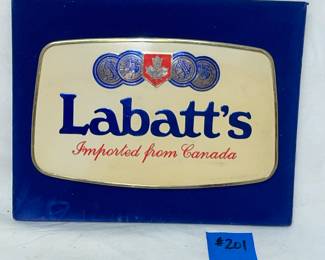 Labatt's
Imported from Canada
#201